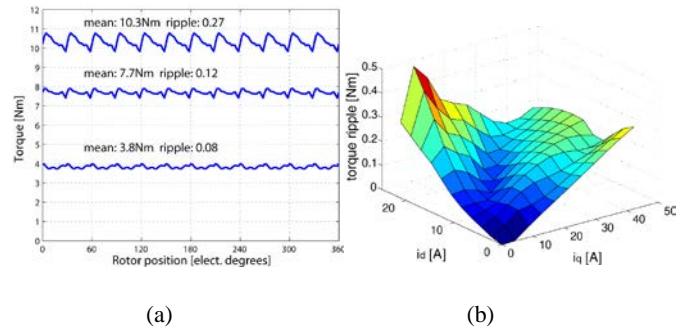 12
11
10
9
8
7
6
5
4
3
2
1
0
Torque [Nm]
mean: 10.3Nm ripple: 0.27
mean: 7.7Nm ripple: 0.12
mean: 3.8Nm ripple: 0.08
0 60 120 180 240 300 360
Rotor position [elect. degrees]
(a)
0.5
0.4
0.3
0.2
0.1
0
torque ripple [Nm]
20
10
0
id [A]
0 10 20 30 40 50
iq [A]
(b)